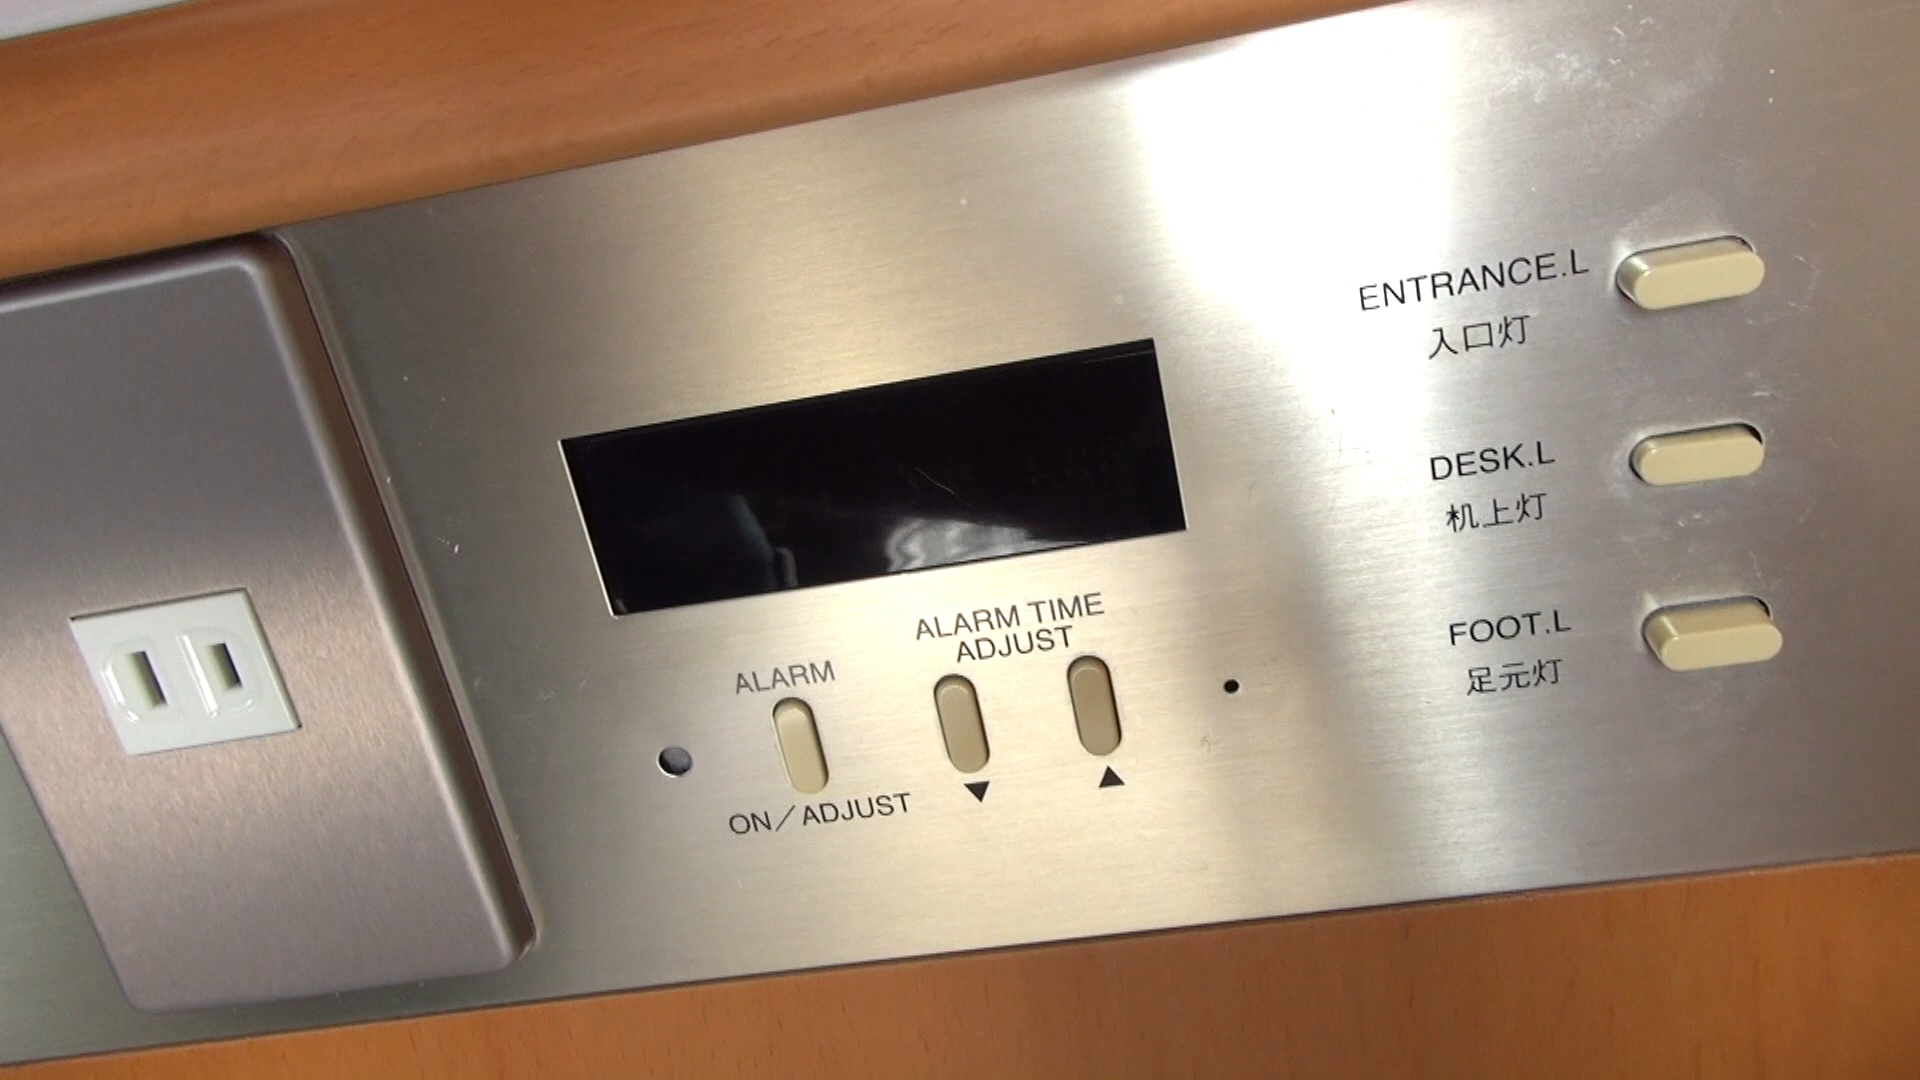 ENTRANCE.L
入口灯
DESK.L
机上灯
FOOT.L
足元灯
ALARM TIME
ADJUST
ALARM
▼
▲
ON/ADJUST